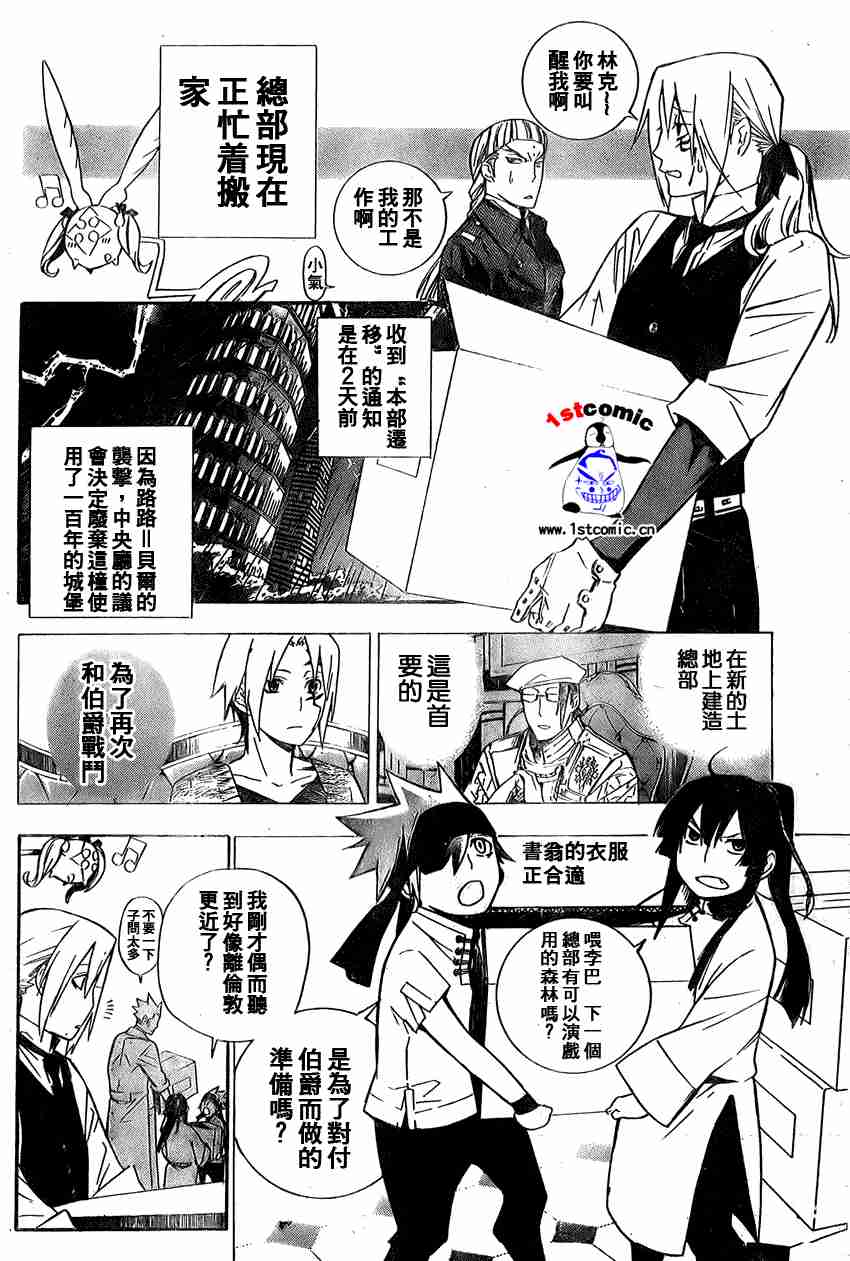 林克~
你要叫
醒我啊
總部現在
正忙着搬
家
那不是
我的工
作啊
小氣
收到“本部遷
移”的通知
是在2天前
1stcomic
www.1stcomic.cn
因為路路=貝爾的
襲擊，中央廳的議
會決定廢棄這橦使
用了一百年的城堡
在新的土
地上建造
總部
這是首
要的
為了再次
和伯爵戰鬥
書翁的衣服
正合適
喂李巴 下一個
總部有可以演戲
用的森林嗎？
我剛才偶而聽
到好像離倫敦
更近了？
是為了對付
伯爵而做的
準備嗎？
不要一下
子問太多